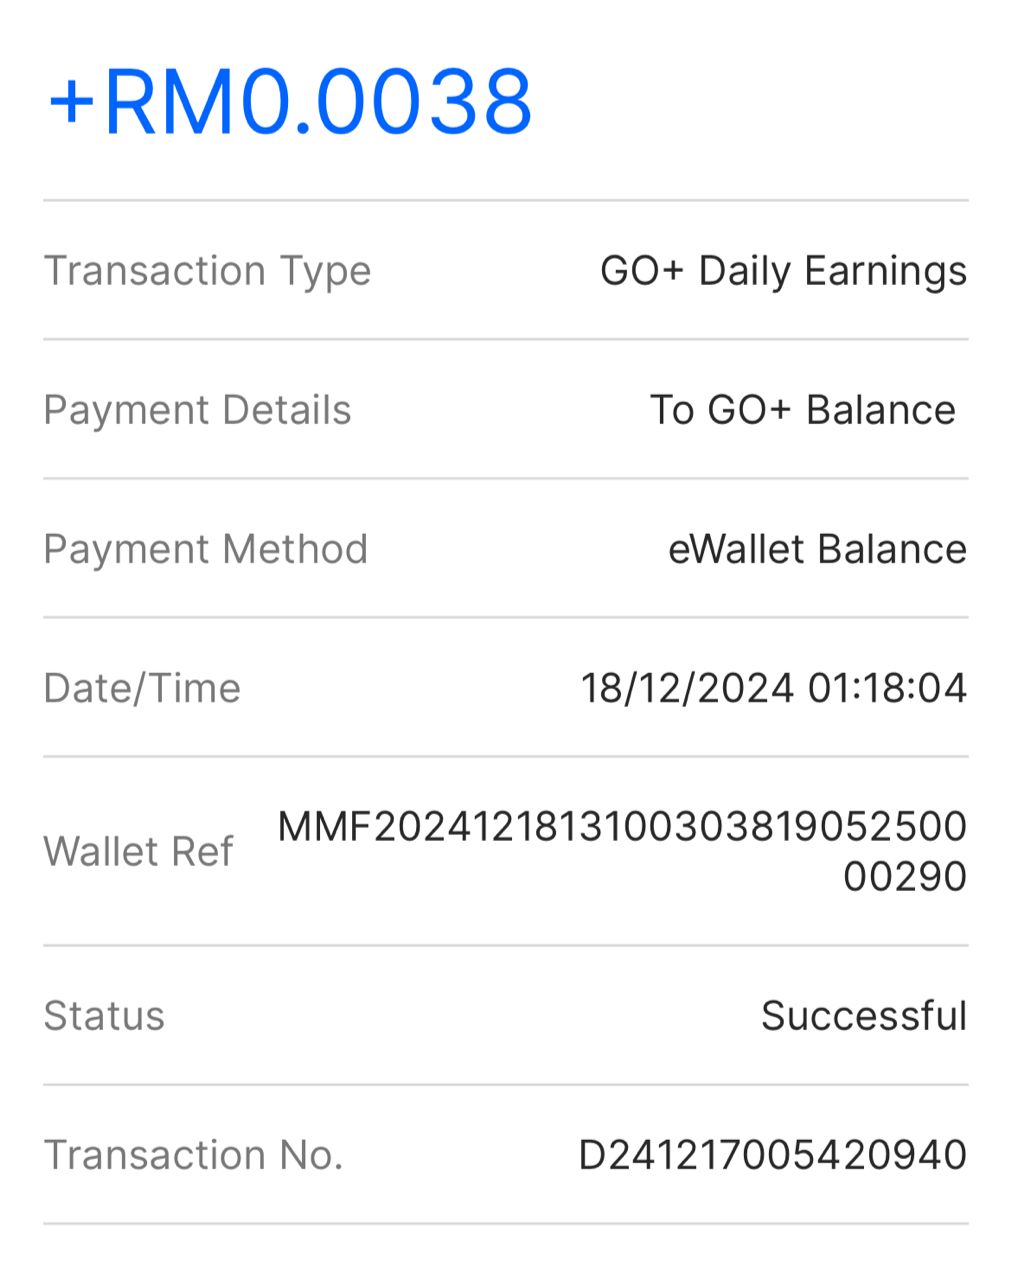 +RM0.0038
Transaction Type GO+ Daily Earnings
Payment Details To GO+ Balance
Payment Method eWallet Balance
Date/Time 18/12/2024 01:18:04
Wallet Ref MMF2024121813100303819052500
00290
Status Successful
Transaction No. D241217005420940